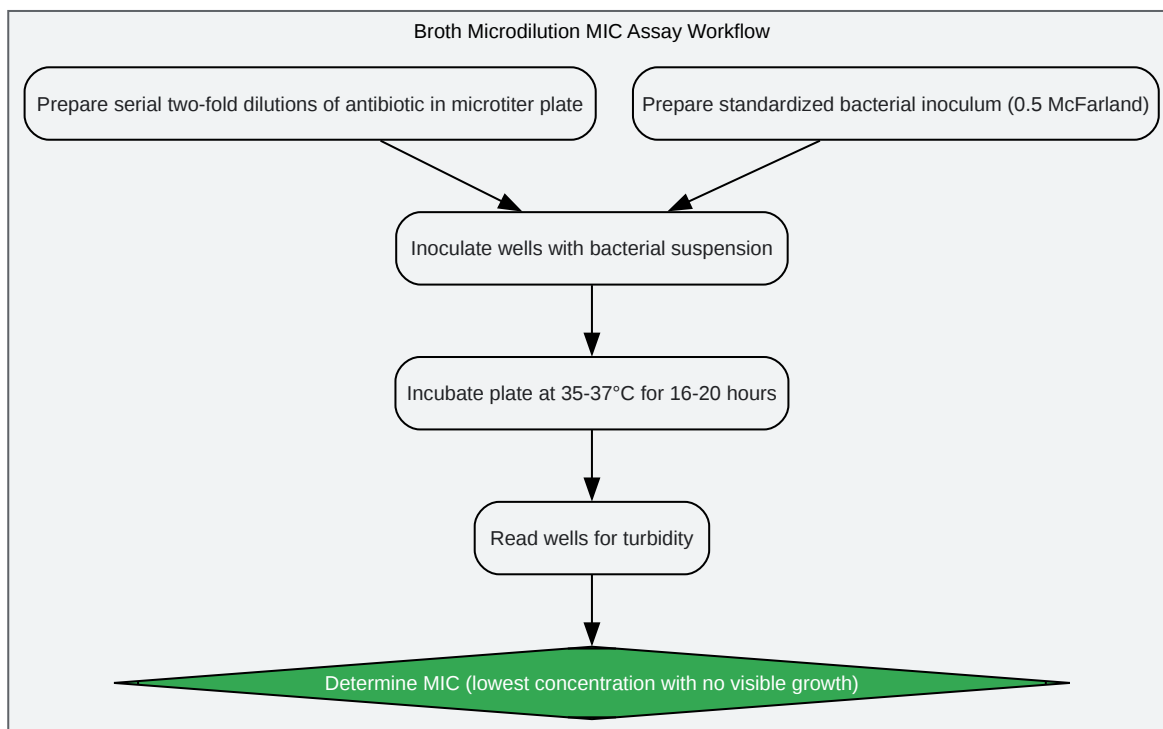 Broth Microdilution MIC Assay Workflow
Prepare serial two-fold dilutions of antibiotic in microtiter plate
Prepare standardized bacterial inoculum (0.5 McFarland)
Inoculate wells with bacterial suspension
Incubate plate at 35-37°C for 16-20 hours
Read wells for turbidity
Determine MIC (lowest concentration with no visible growth)